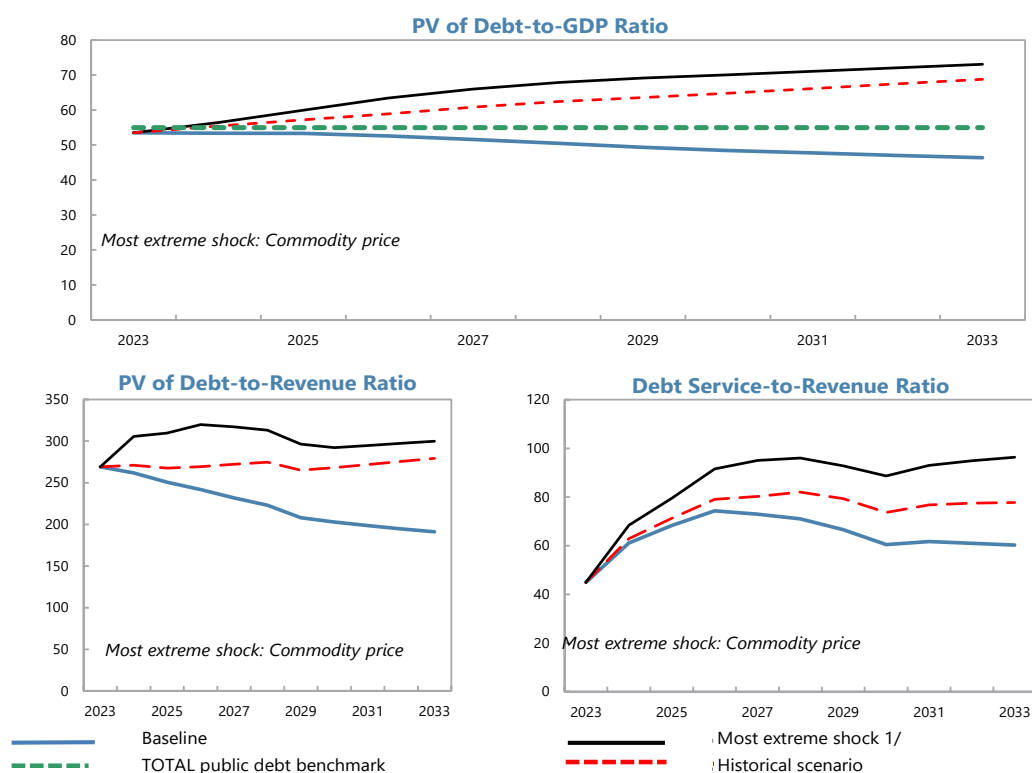 PV of Debt-to-GDP Ratio
80
70
60
50
40
30
20
10
0
Most extreme shock: Commodity price
2023 2025 2027 2029 2031 2033
PV of Debt-to-Revenue Ratio
350
300
250
200
150
100
50
0
Most extreme shock: Commodity price
2023 2025 2027 2029 2031 2033
Debt Service-to-Revenue Ratio
120
100
80
60
40
20
0
Most extreme shock: Commodity price
2023 2025 2027 2029 2031 2033
Baseline
TOTAL public debt benchmark
Most extreme shock 1/
Historical scenario